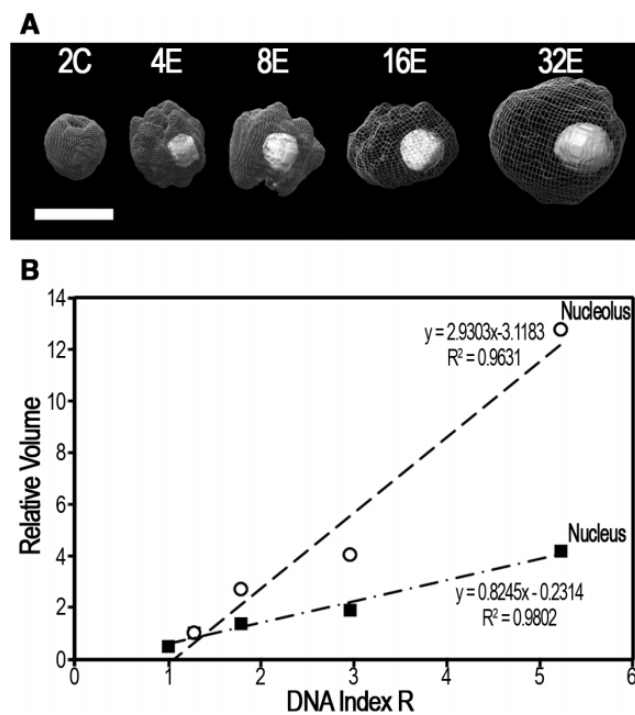 A
2C 4E 8E 16E 32E
B
14
12
10
8
6
4
2
0
Relative Volume
Nucleolus
y = 2.9303x-3.1183
R² = 0.9631
Nucleus
y = 0.8245x - 0.2314
R² = 0.9802
0 1 2 3 4 5 6
DNA Index R